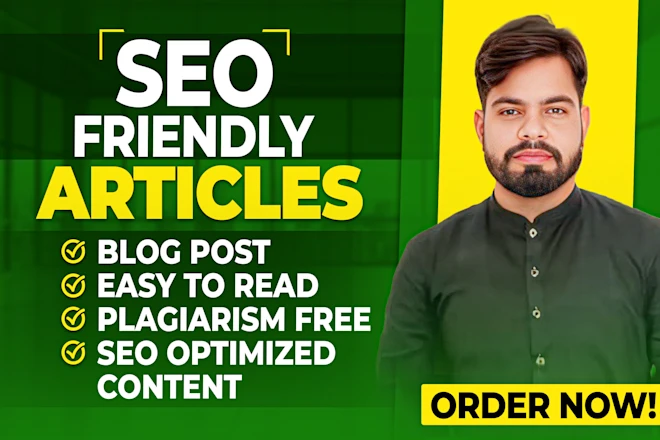 SEO
FRIENDLY
ARTICLES
BLOG POST
EASY TO READ
PLAGIARISM FREE
SEO OPTIMIZED
CONTENT
ORDER NOW!